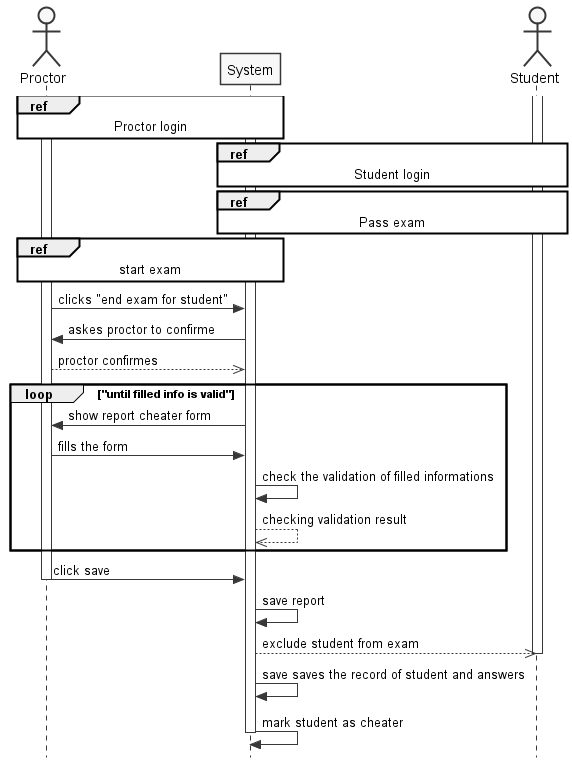 Proctor
System
Student
ref
Proctor login
ref
Student login
ref
Pass exam
ref
start exam
clicks "end exam for student"
askes proctor to confirme
proctor confirmes
loop ["until filled info is valid"]
show report cheater form
fills the form
check the validation of filled informations
checking validation result
click save
save report
exclude student from exam
save saves the record of student and answers
mark student as cheater